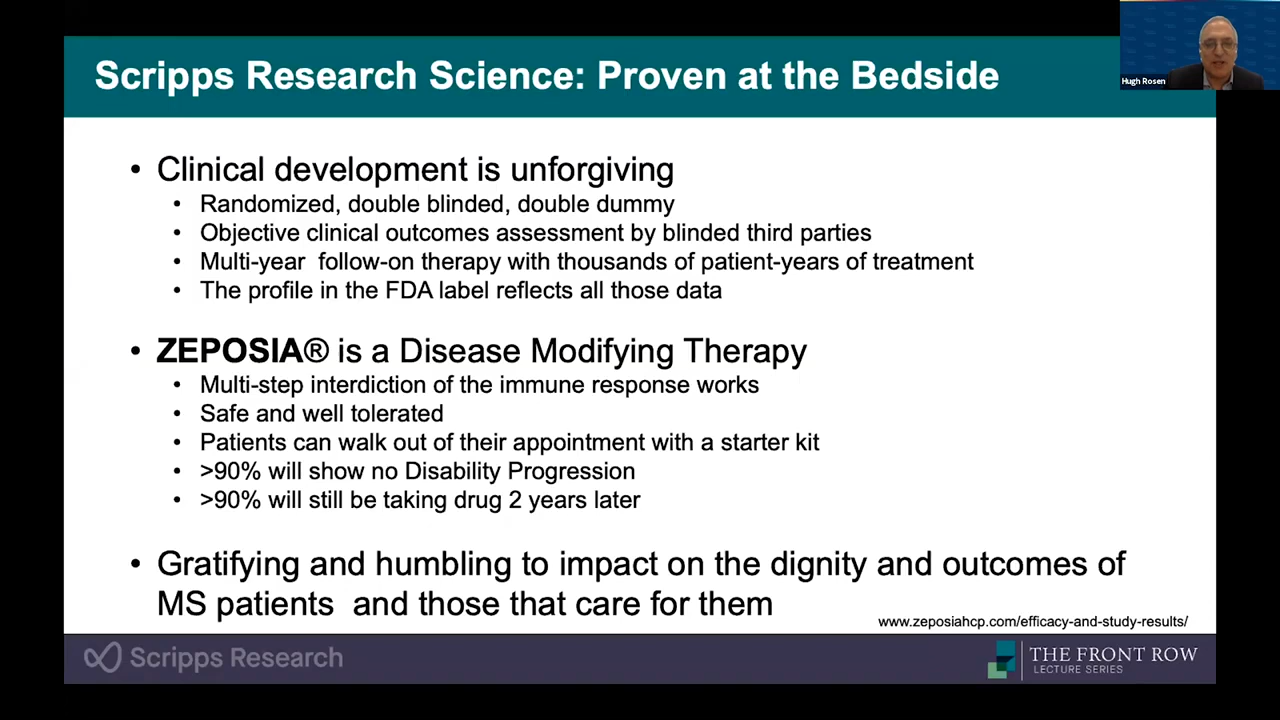 Scripps Research Science: Proven at the Bedside
Hugh Rosen
• Clinical development is unforgiving
• Randomized, double blinded, double dummy
• Objective clinical outcomes assessment by blinded third parties
• Multi-year follow-on therapy with thousands of patient-years of treatment
• The profile in the FDA label reflects all those data
• ZEPOSIA® is a Disease Modifying Therapy
• Multi-step interdiction of the immune response works
• Safe and well tolerated
• Patients can walk out of their appointment with a starter kit
• >90% will show no Disability Progression
• >90% will still be taking drug 2 years later
• Gratifying and humbling to impact on the dignity and outcomes of
MS patients and those that care for them
www.zeposiahcp.com/efficacy-and-study-results/
Scripps Research
THE FRONT ROW
LECTURE SERIES